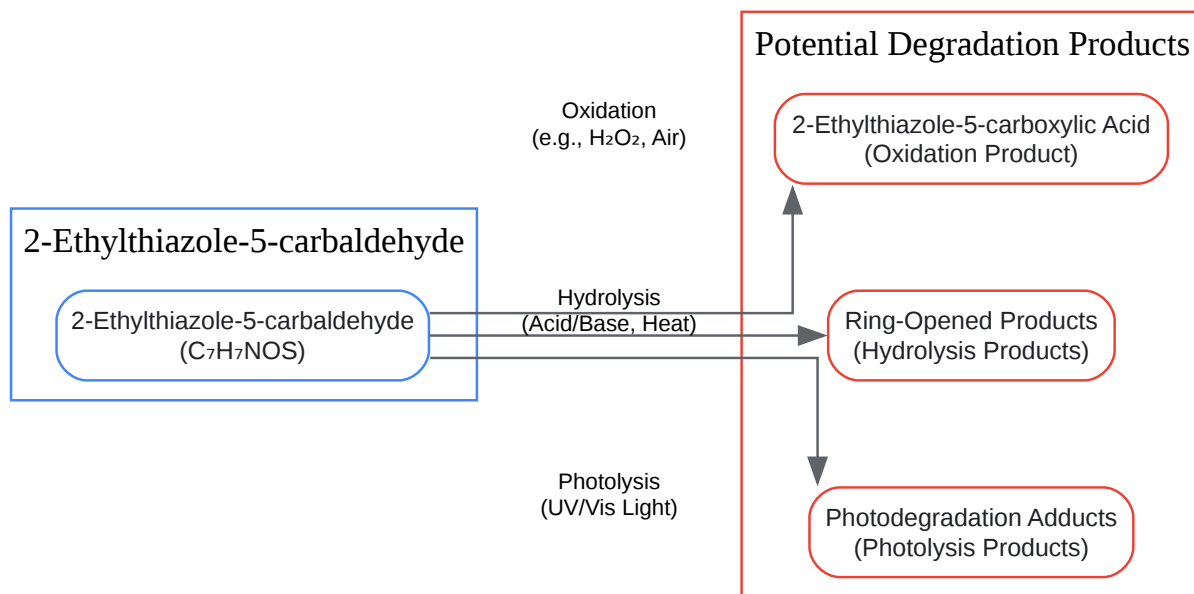 Potential Degradation Products
Oxidation
(e.g., H₂O₂, Air)
2-Ethylthiazole-5-carboxylic Acid
(Oxidation Product)
2-Ethylthiazole-5-carbaldehyde
2-Ethylthiazole-5-carbaldehyde
(C₇H₇NOS)
Hydrolysis
(Acid/Base, Heat)
Ring-Opened Products
(Hydrolysis Products)
Photolysis
(UV/Vis Light)
Photodegradation Adducts
(Photolysis Products)